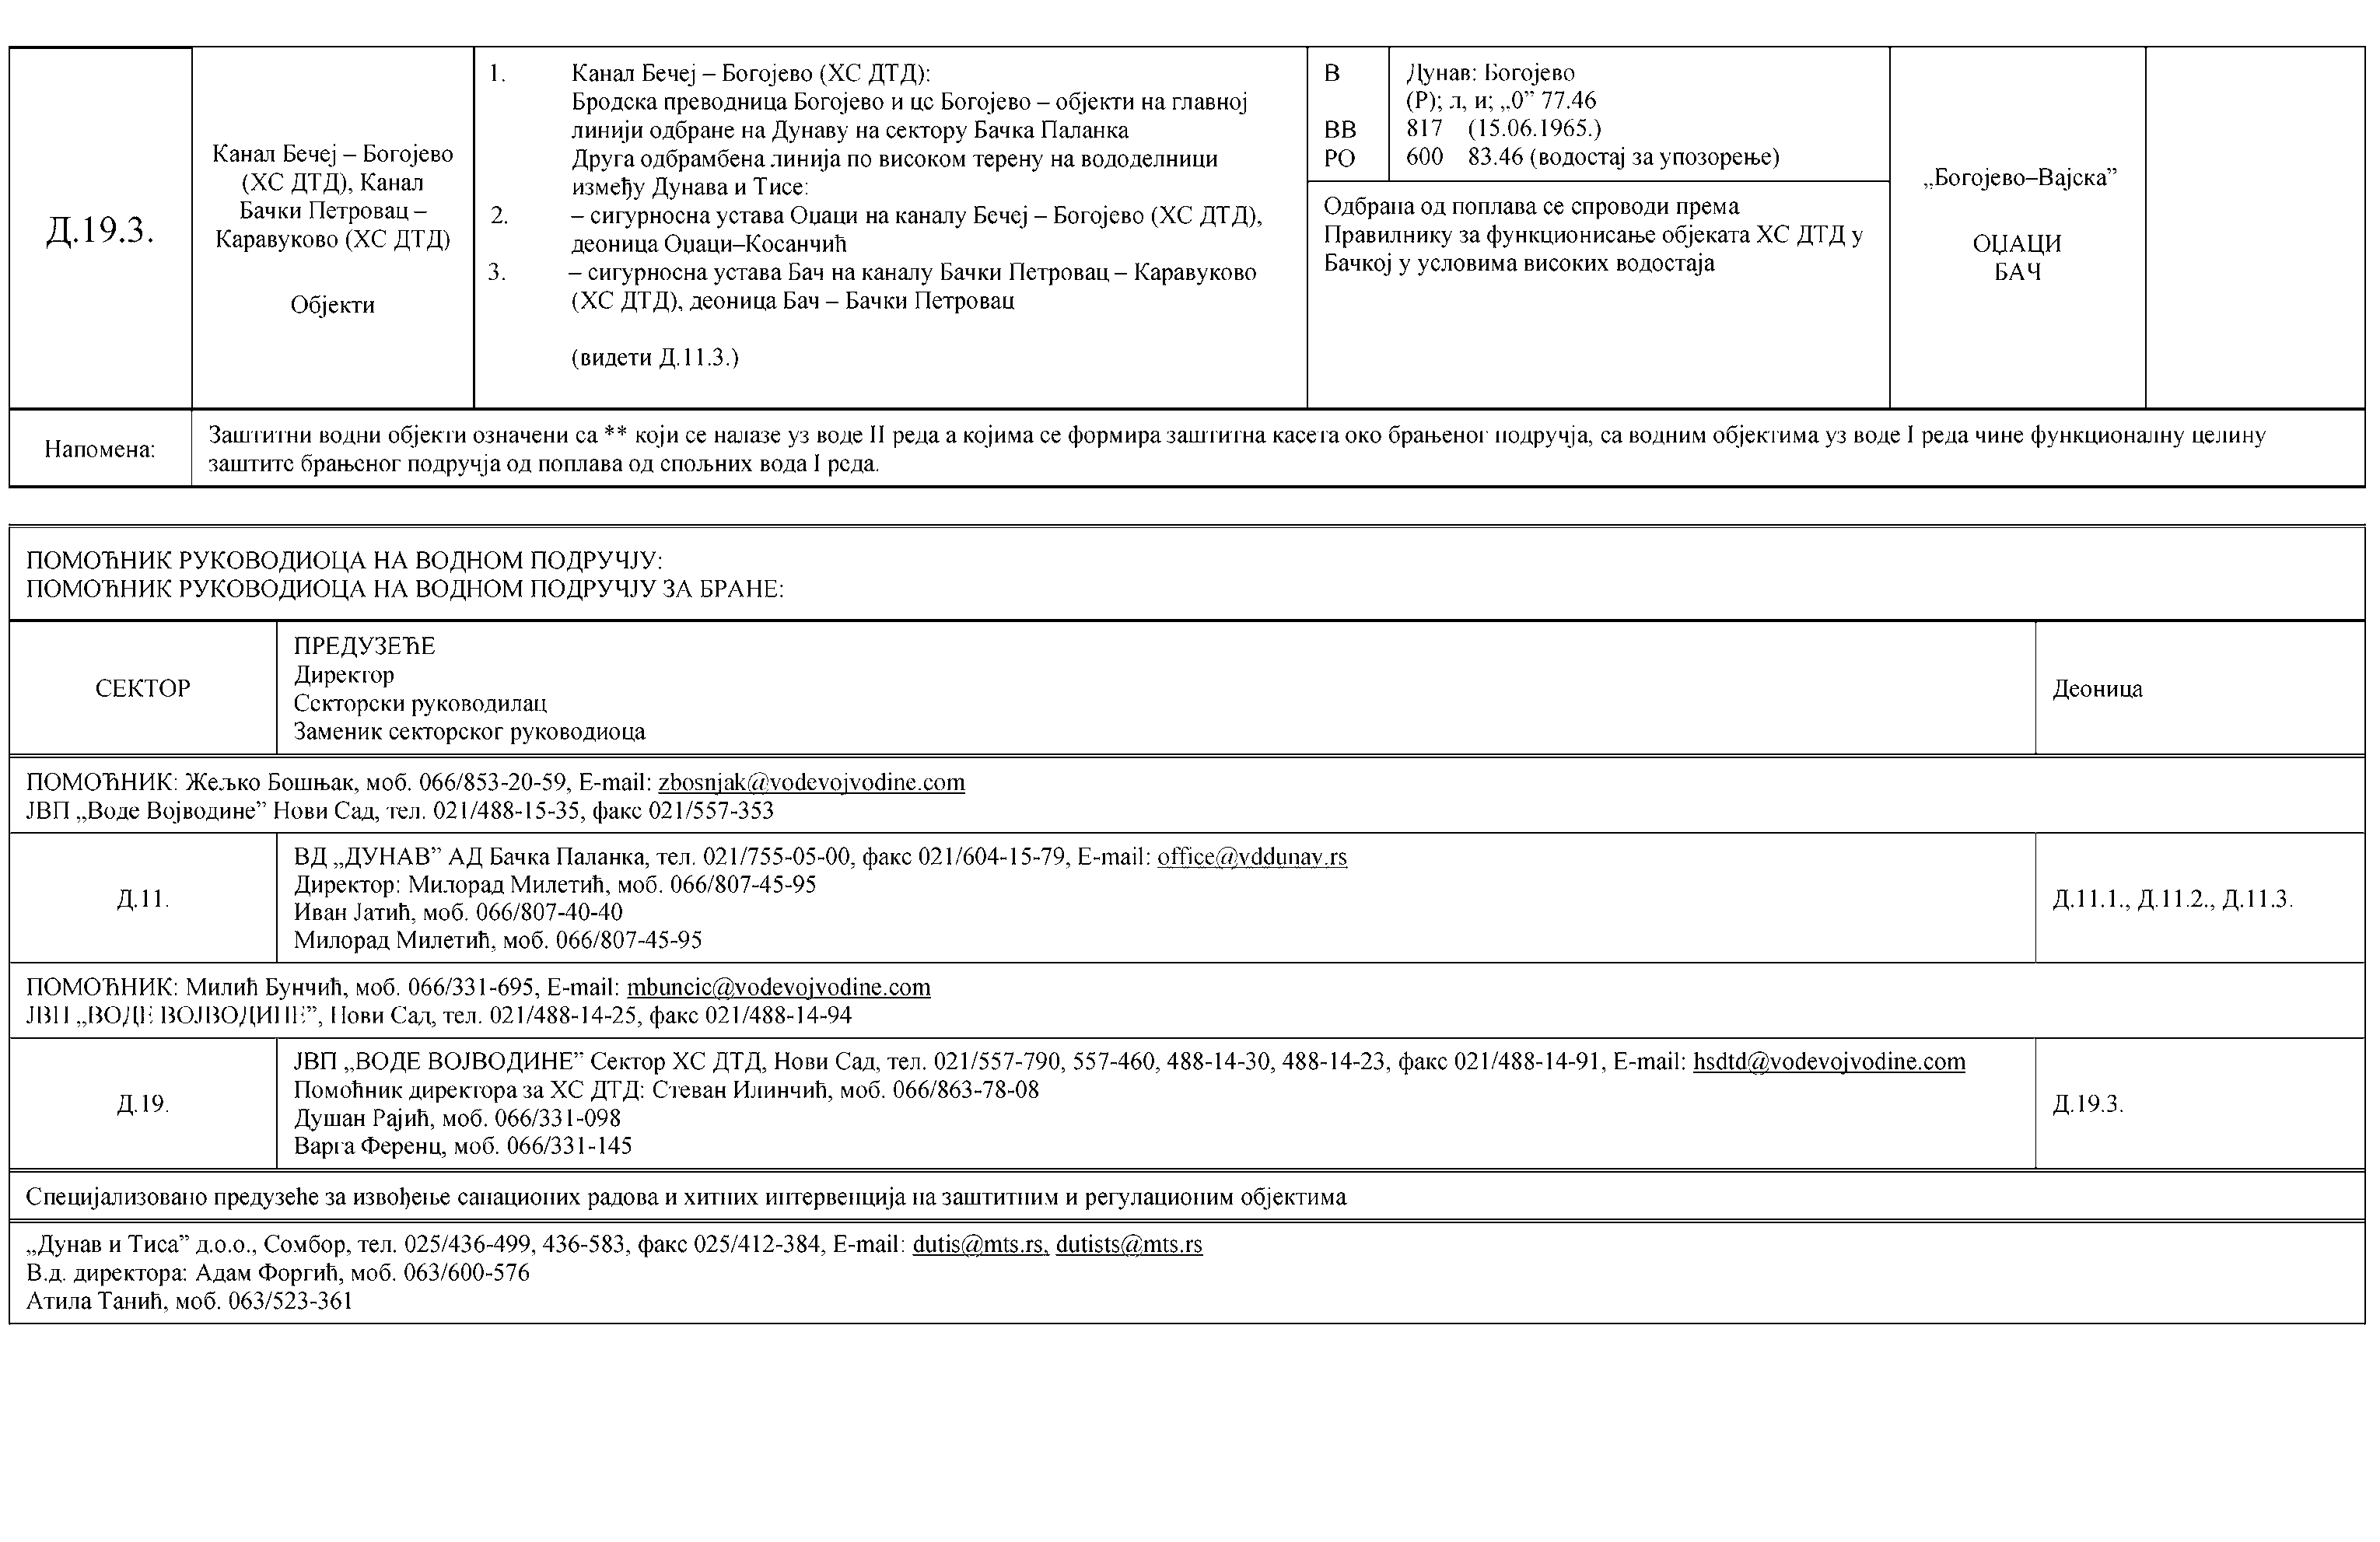 Д.19.3.
Канал Бечеј – Богојево
(ХС ДТД), Канал
Бачки Петровац –
Каравуково (ХС ДТД)
Објекти
1. Канал Бечеј – Богојево (ХС ДТД):
Бродска преводница Богојево и цс Богојево – објекти на главној
линији одбране на Дунаву на сектору Бачка Паланка
Друга одбрамбена линија по високом терену на вододелници
између Дунава и Тисе:
2. – сигурносна устава Оџаци на каналу Бечеј – Богојево (ХС ДТД),
деоница Оџаци–Косанчић
3. – сигурносна устава Бач на каналу Бачки Петровац – Каравуково
(ХС ДТД), деоница Бач – Бачки Петровац
(видети Д.11.3.)
В Дунав: Богојево
(Р); л, и; „0” 77.46
ВВ 817 (15.06.1965.)
РО 600 83.46 (водостај за упозорење)
Одбрана од поплава се спроводи према
Правилнику за функционисање објеката ХС ДТД у
Бачкој у условима високих водостаја
„Богојево–Вајска”
ОЏАЦИ
БАЧ
Напомена:
Заштитни водни објекти означени са ** који се налазе уз воде II реда а којима се формира заштитна касета око брањеног подручја, са водним објектима уз воде I реда чине функционалну целину
заштите брањеног подручја од поплава од спољних вода I реда.
ПОМОЋНИК РУКОВОДИОЦА НА ВОДНОМ ПОДРУЧЈУ:
ПОМОЋНИК РУКОВОДИОЦА НА ВОДНОМ ПОДРУЧЈУ ЗА БРАНЕ:
СЕКТОР
ПРЕДУЗЕЋЕ
Директор
Секторски руководилац
Заменик секторског руководиоца
Деоница
ПОМОЋНИК: Жељко Бошњак, моб. 066/853-20-59, E-mail: zbosnjak@vodevojvodine.com
ЈВП „Воде Војводине” Нови Сад, тел. 021/488-15-35, факс 021/557-353
Д.11.
ВД „ДУНАВ” АД Бачка Паланка, тел. 021/755-05-00, факс 021/604-15-79, E-mail: office@vddunav.rs
Директор: Милорад Милетић, моб. 066/807-45-95
Иван Јатић, моб. 066/807-40-40
Милорад Милетић, моб. 066/807-45-95
Д.11.1., Д.11.2., Д.11.3.
ПОМОЋНИК: Милић Бунчић, моб. 066/331-695, E-mail: mbuncic@vodevojvodine.com
ЈВП „ВОДЕ ВОЈВОДИНЕ”, Нови Сад, тел. 021/488-14-25, факс 021/488-14-94
Д.19.
ЈВП „ВОДЕ ВОЈВОДИНЕ” Сектор ХС ДТД, Нови Сад, тел. 021/557-790, 557-460, 488-14-30, 488-14-23, факс 021/488-14-91, E-mail: hsdtd@vodevojvodine.com
Помоћник директора за ХС ДТД: Стеван Илинчић, моб. 066/863-78-08
Душан Рајић, моб. 066/331-098
Варга Ференц, моб. 066/331-145
Д.19.3.
Специјализовано предузеће за извођење санационих радова и хитних интервенција на заштитним и регулационим објектима
„Дунав и Тиса” д.о.о., Сомбор, тел. 025/436-499, 436-583, факс 025/412-384, E-mail: dutis@mts.rs, dutists@mts.rs
В.д. директора: Адам Форгић, моб. 063/600-576
Атила Танић, моб. 063/523-361